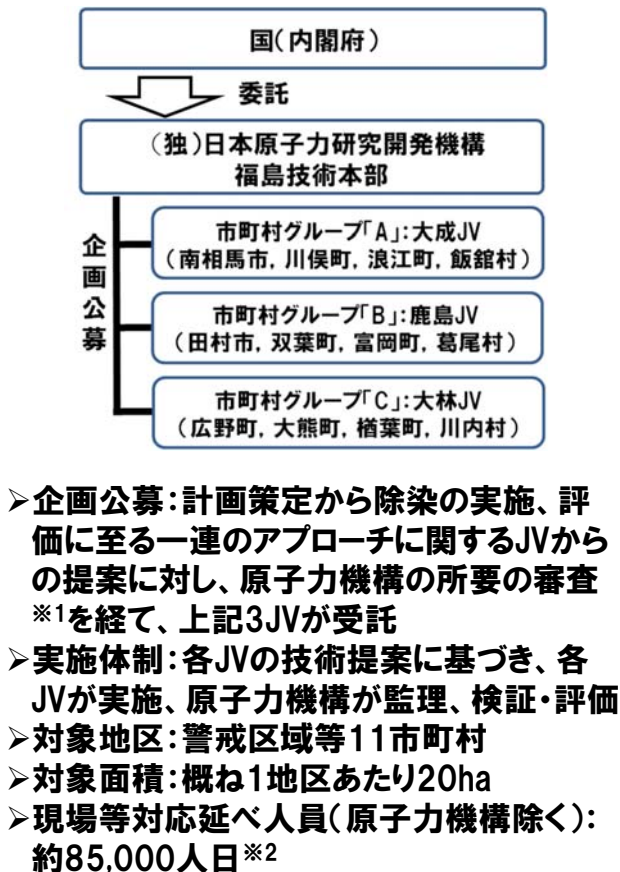 国(内閣府)
委託
(独)日本原子力研究開発機構
福島技術本部
企画公募
市町村グループ「A」:大成JV
(南相馬市, 川俣町, 浪江町, 飯舘村)
市町村グループ「B」:鹿島JV
(田村市, 双葉町, 富岡町, 葛尾村)
市町村グループ「C」:大林JV
(広野町, 大熊町, 楢葉町, 川内村)
➢企画公募:計画策定から除染の実施、評
価に至る一連のアプローチに関するJVから
の提案に対し、原子力機構の所要の審査
※1を経て、上記3JVが受託
➢実施体制:各JVの技術提案に基づき、各
JVが実施、原子力機構が監理、検証・評価
➢対象地区:警戒区域等11市町村
➢対象面積:概ね1地区あたり20ha
➢現場等対応延べ人員(原子力機構除く):
約85,000人日※2